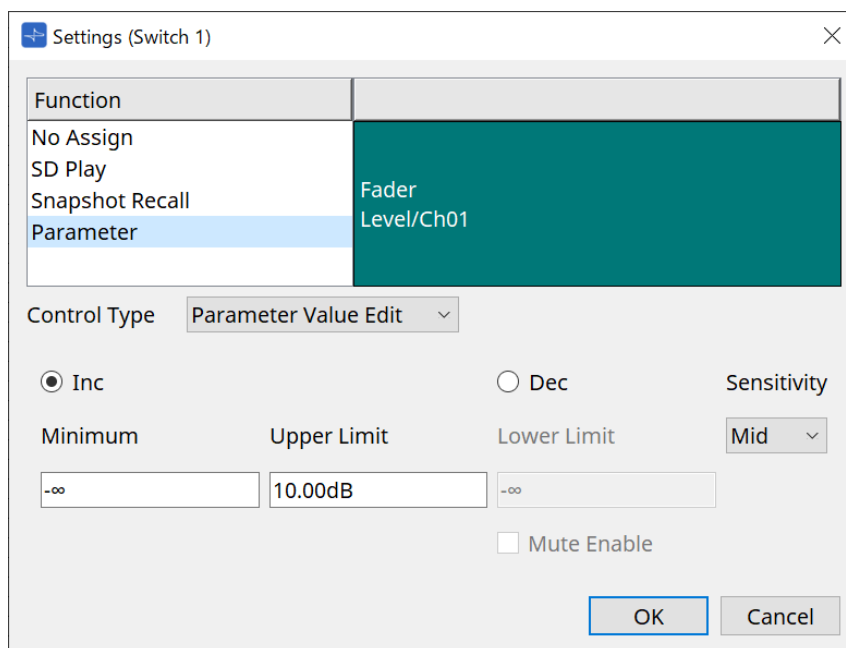 Settings (Switch 1)
Function
No Assign
SD Play
Snapshot Recall
Parameter
Fader
Level/Ch01
Control Type
Parameter Value Edit
Inc
Dec
Sensitivity
Minimum
Upper Limit
Lower Limit
Mid
-∞
10.00dB
-∞
Mute Enable
OK
Cancel